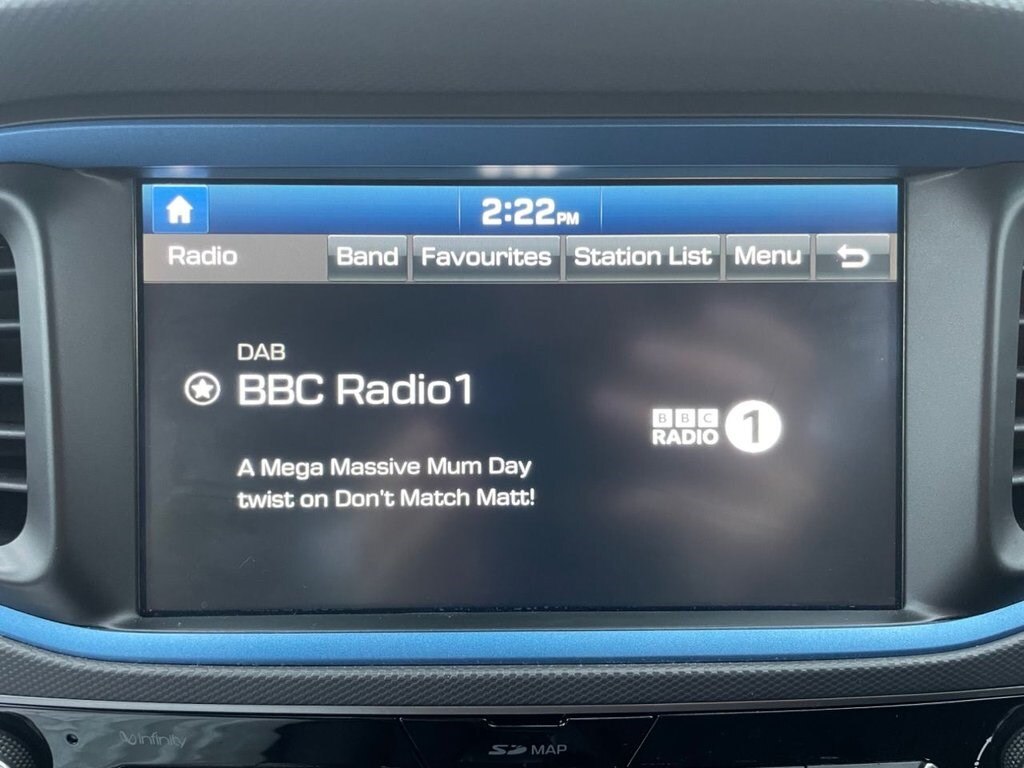 2:22PM
Radio Band Favourites Station List Menu
DAB
BBC Radio1
BBC
RADIO 1
A Mega Massive Mum Day
twist on Don't Match Matt!
infinity
SD MAP